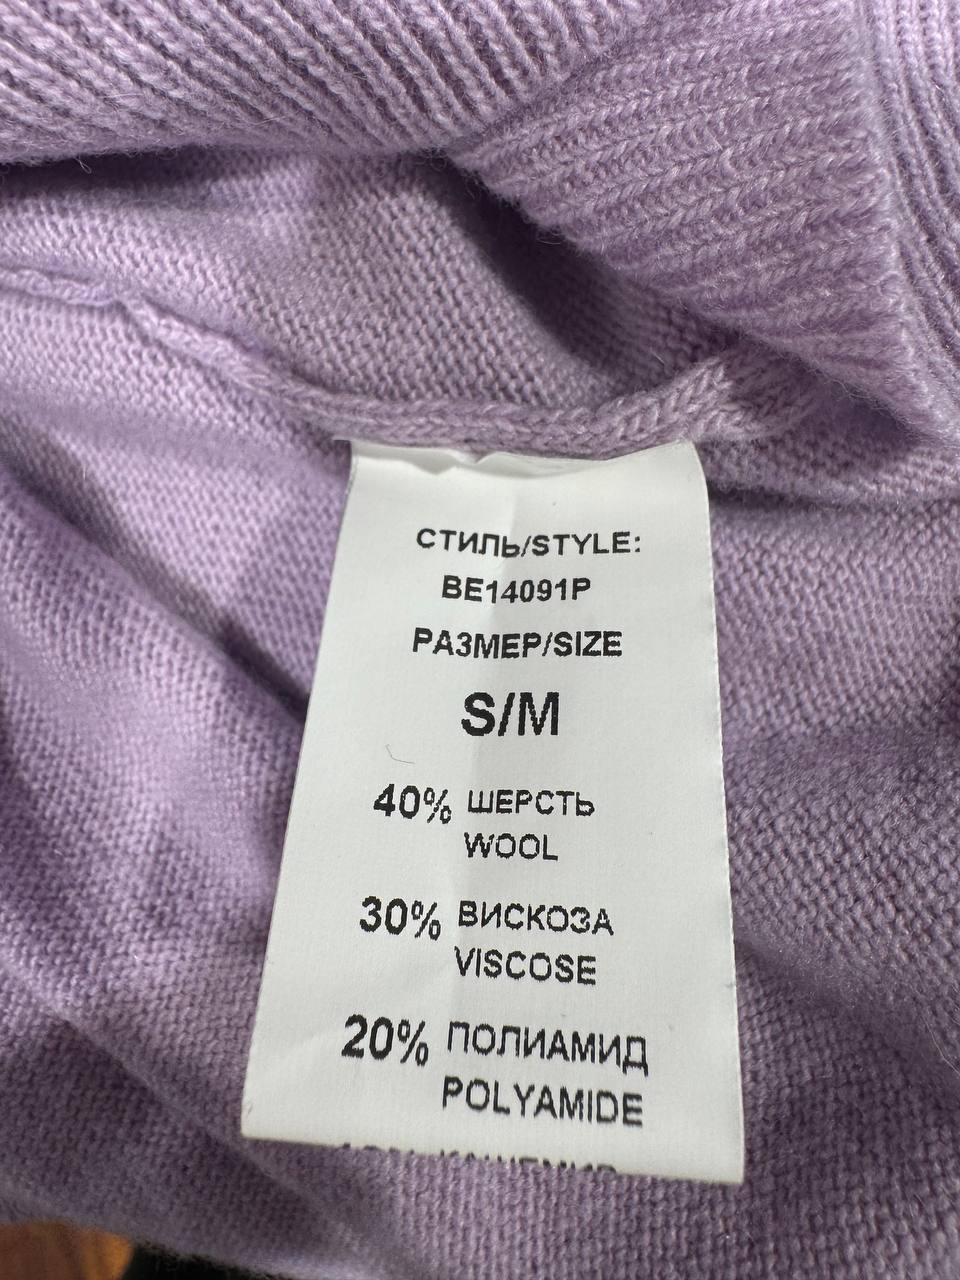 СТИЛЬ/STYLE:
BE14091P
РАЗМЕР/SIZE
S/M
40% ШЕРСТЬ
WOOL
30% ВИСКОЗА
VISCOSE
20% ПОЛИАМИД
POLYAMIDE